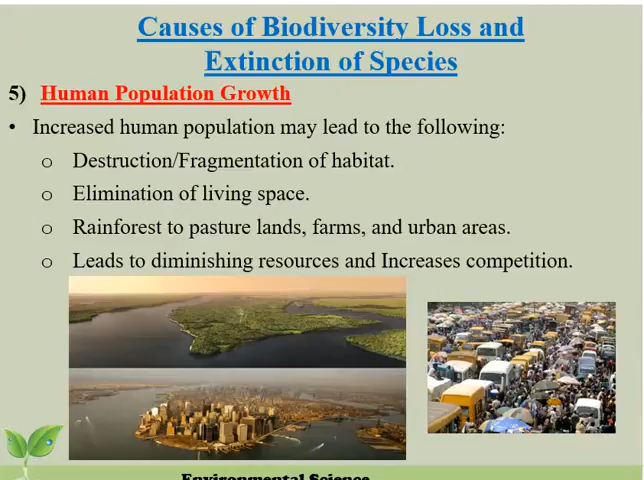 Causes of Biodiversity Loss and
Extinction of Species
5) Human Population Growth
• Increased human population may lead to the following:
o Destruction/Fragmentation of habitat.
o Elimination of living space.
o Rainforest to pasture lands, farms, and urban areas.
o Leads to diminishing resources and Increases competition.
Environmental Science